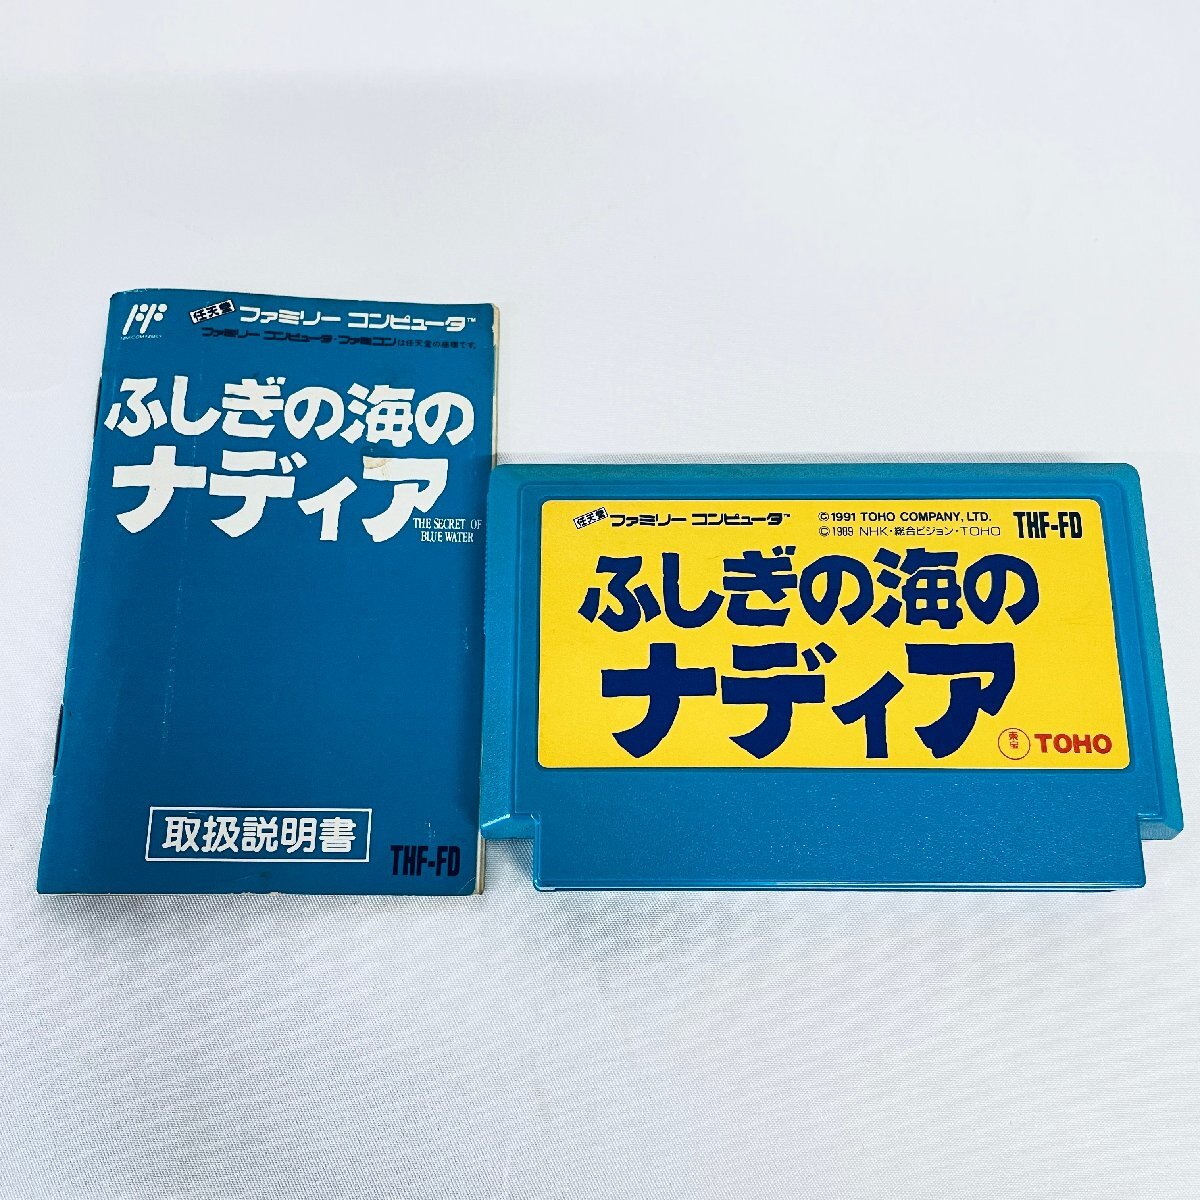 任天堂 ファミリー コンピュータ™
ファミリー コンピュータ・ファミコンは任天堂の商標です。
ふしぎの海の
ナディア
THE SECRET OF
BLUE WATER
取扱説明書
THF-FD
任天堂 ファミリー コンピュータ™
©1991 TOHO COMPANY, LTD.
©1989 NHK・総合ビジョン・TOHO
THF-FD
ふしぎの海の
ナディア
東宝 TOHO